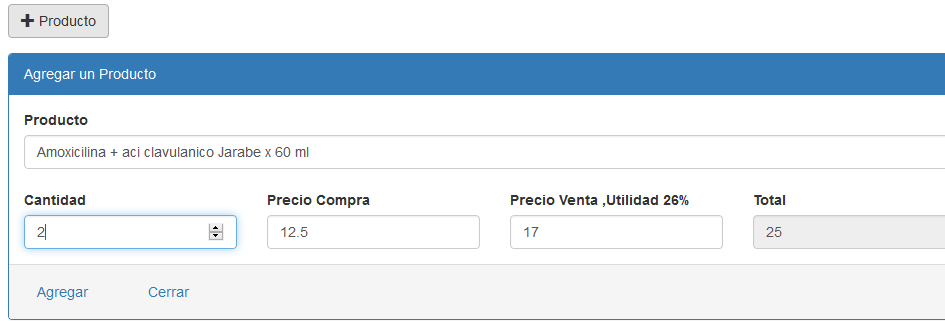 Producto
Agregar un Producto
Producto
Amoxicilina + aci clavulanico Jarabe x 60 ml
Cantidad Precio Compra Precio Venta ,Utilidad 26% Total
2 12.5 17 25
Agregar Cerrar